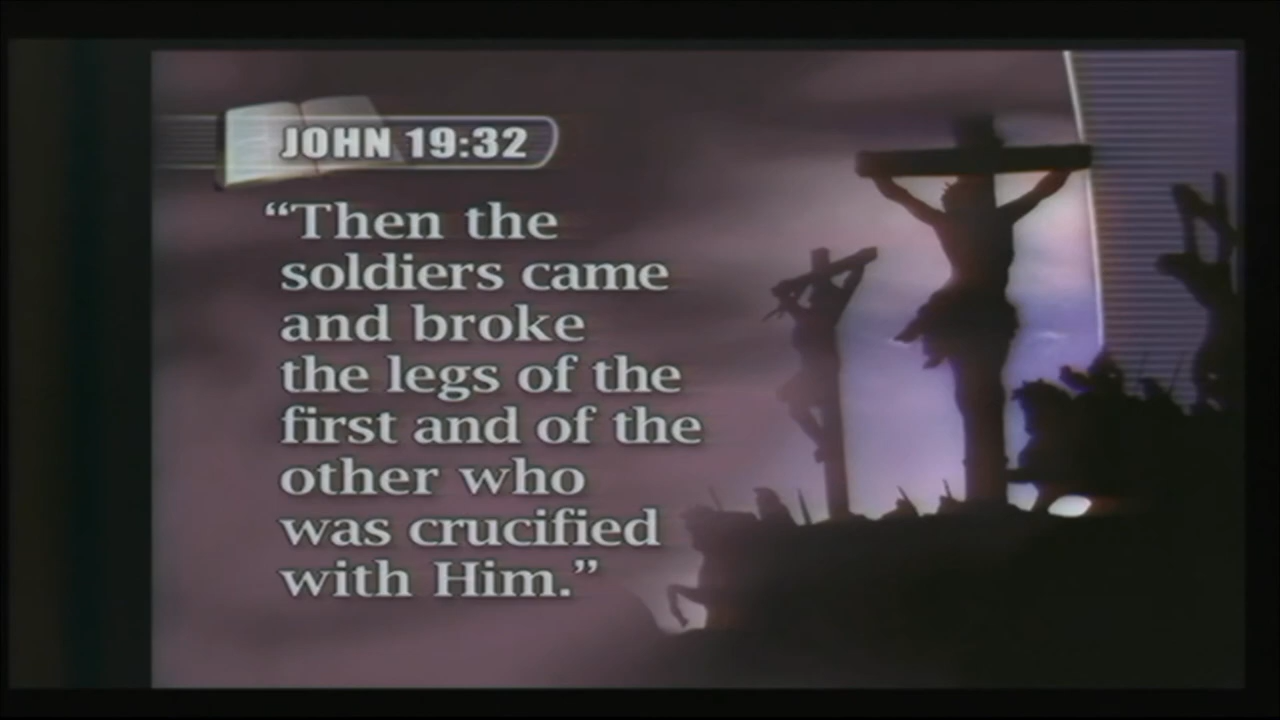 JOHN 19:32
“Then the
soldiers came
and broke
the legs of the
first and of the
other who
was crucified
with Him.”